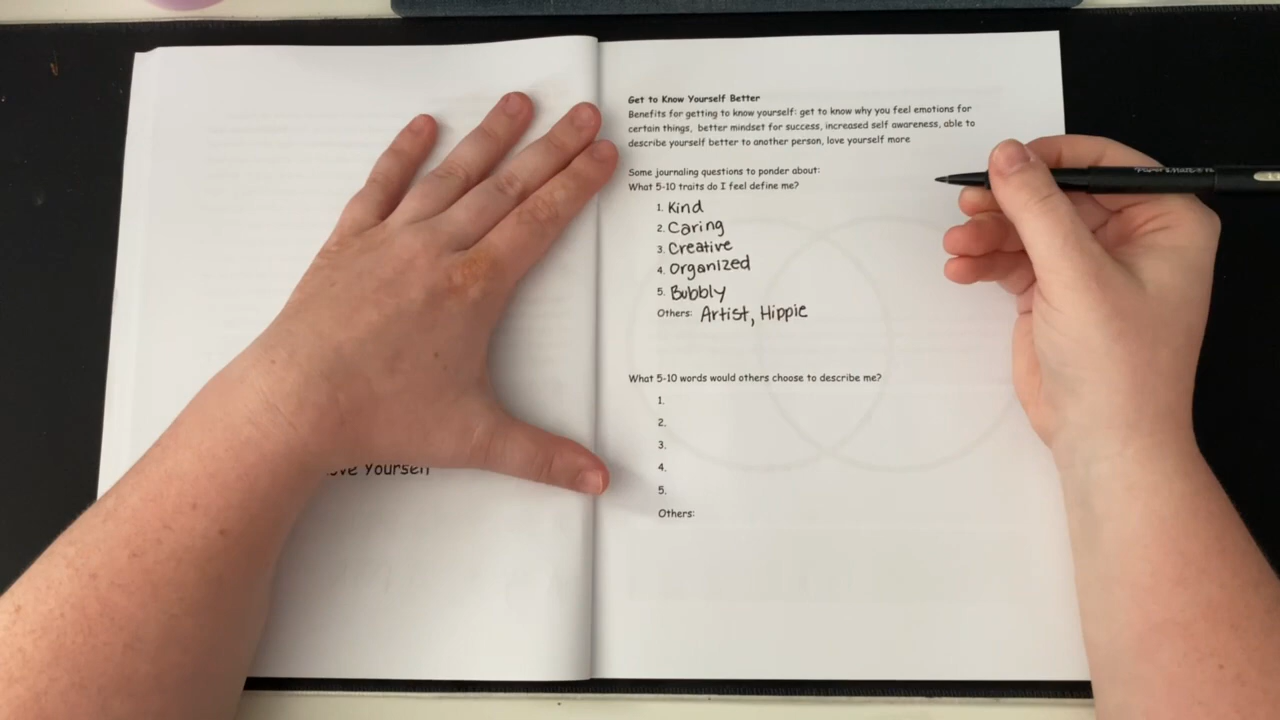 Get to Know Yourself Better
Benefits for getting to know yourself: get to know why you feel emotions for
certain things, better mindset for success, increased self awareness, able to
describe yourself better to another person, love yourself more
Some journaling questions to ponder about:
What 5-10 traits do I feel define me?
1. Kind
2. Caring
3. Creative
4. Organized
5. Bubbly
Others: Artist, Hippie
What 5-10 words would others choose to describe me?
1.
2.
3.
4.
5.
Others: